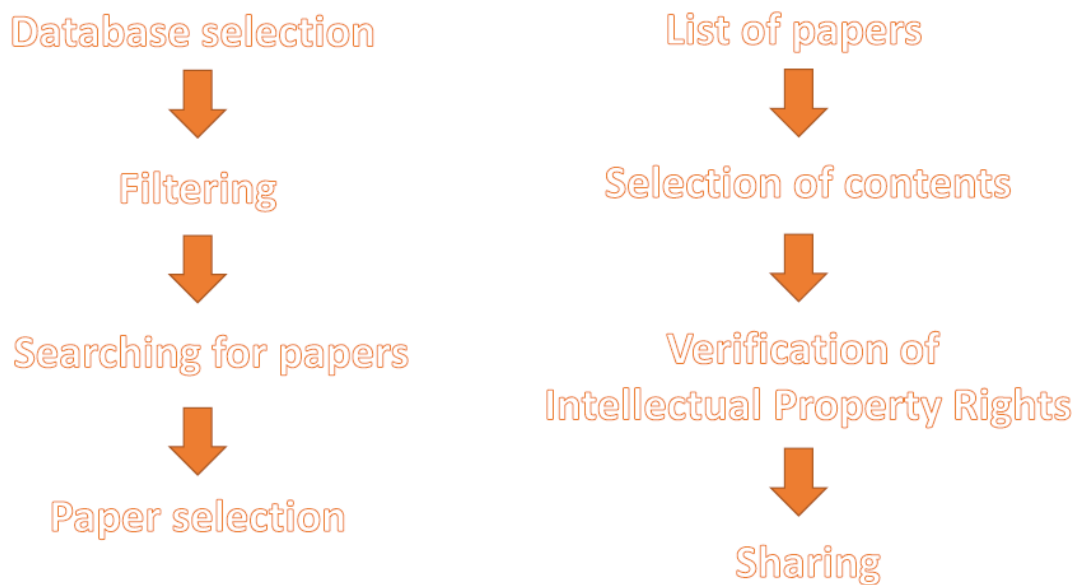 Database selection
Filtering
Searching for papers
Paper selection
List of papers
Selection of contents
Verification of
Intellectual Property Rights
Sharing